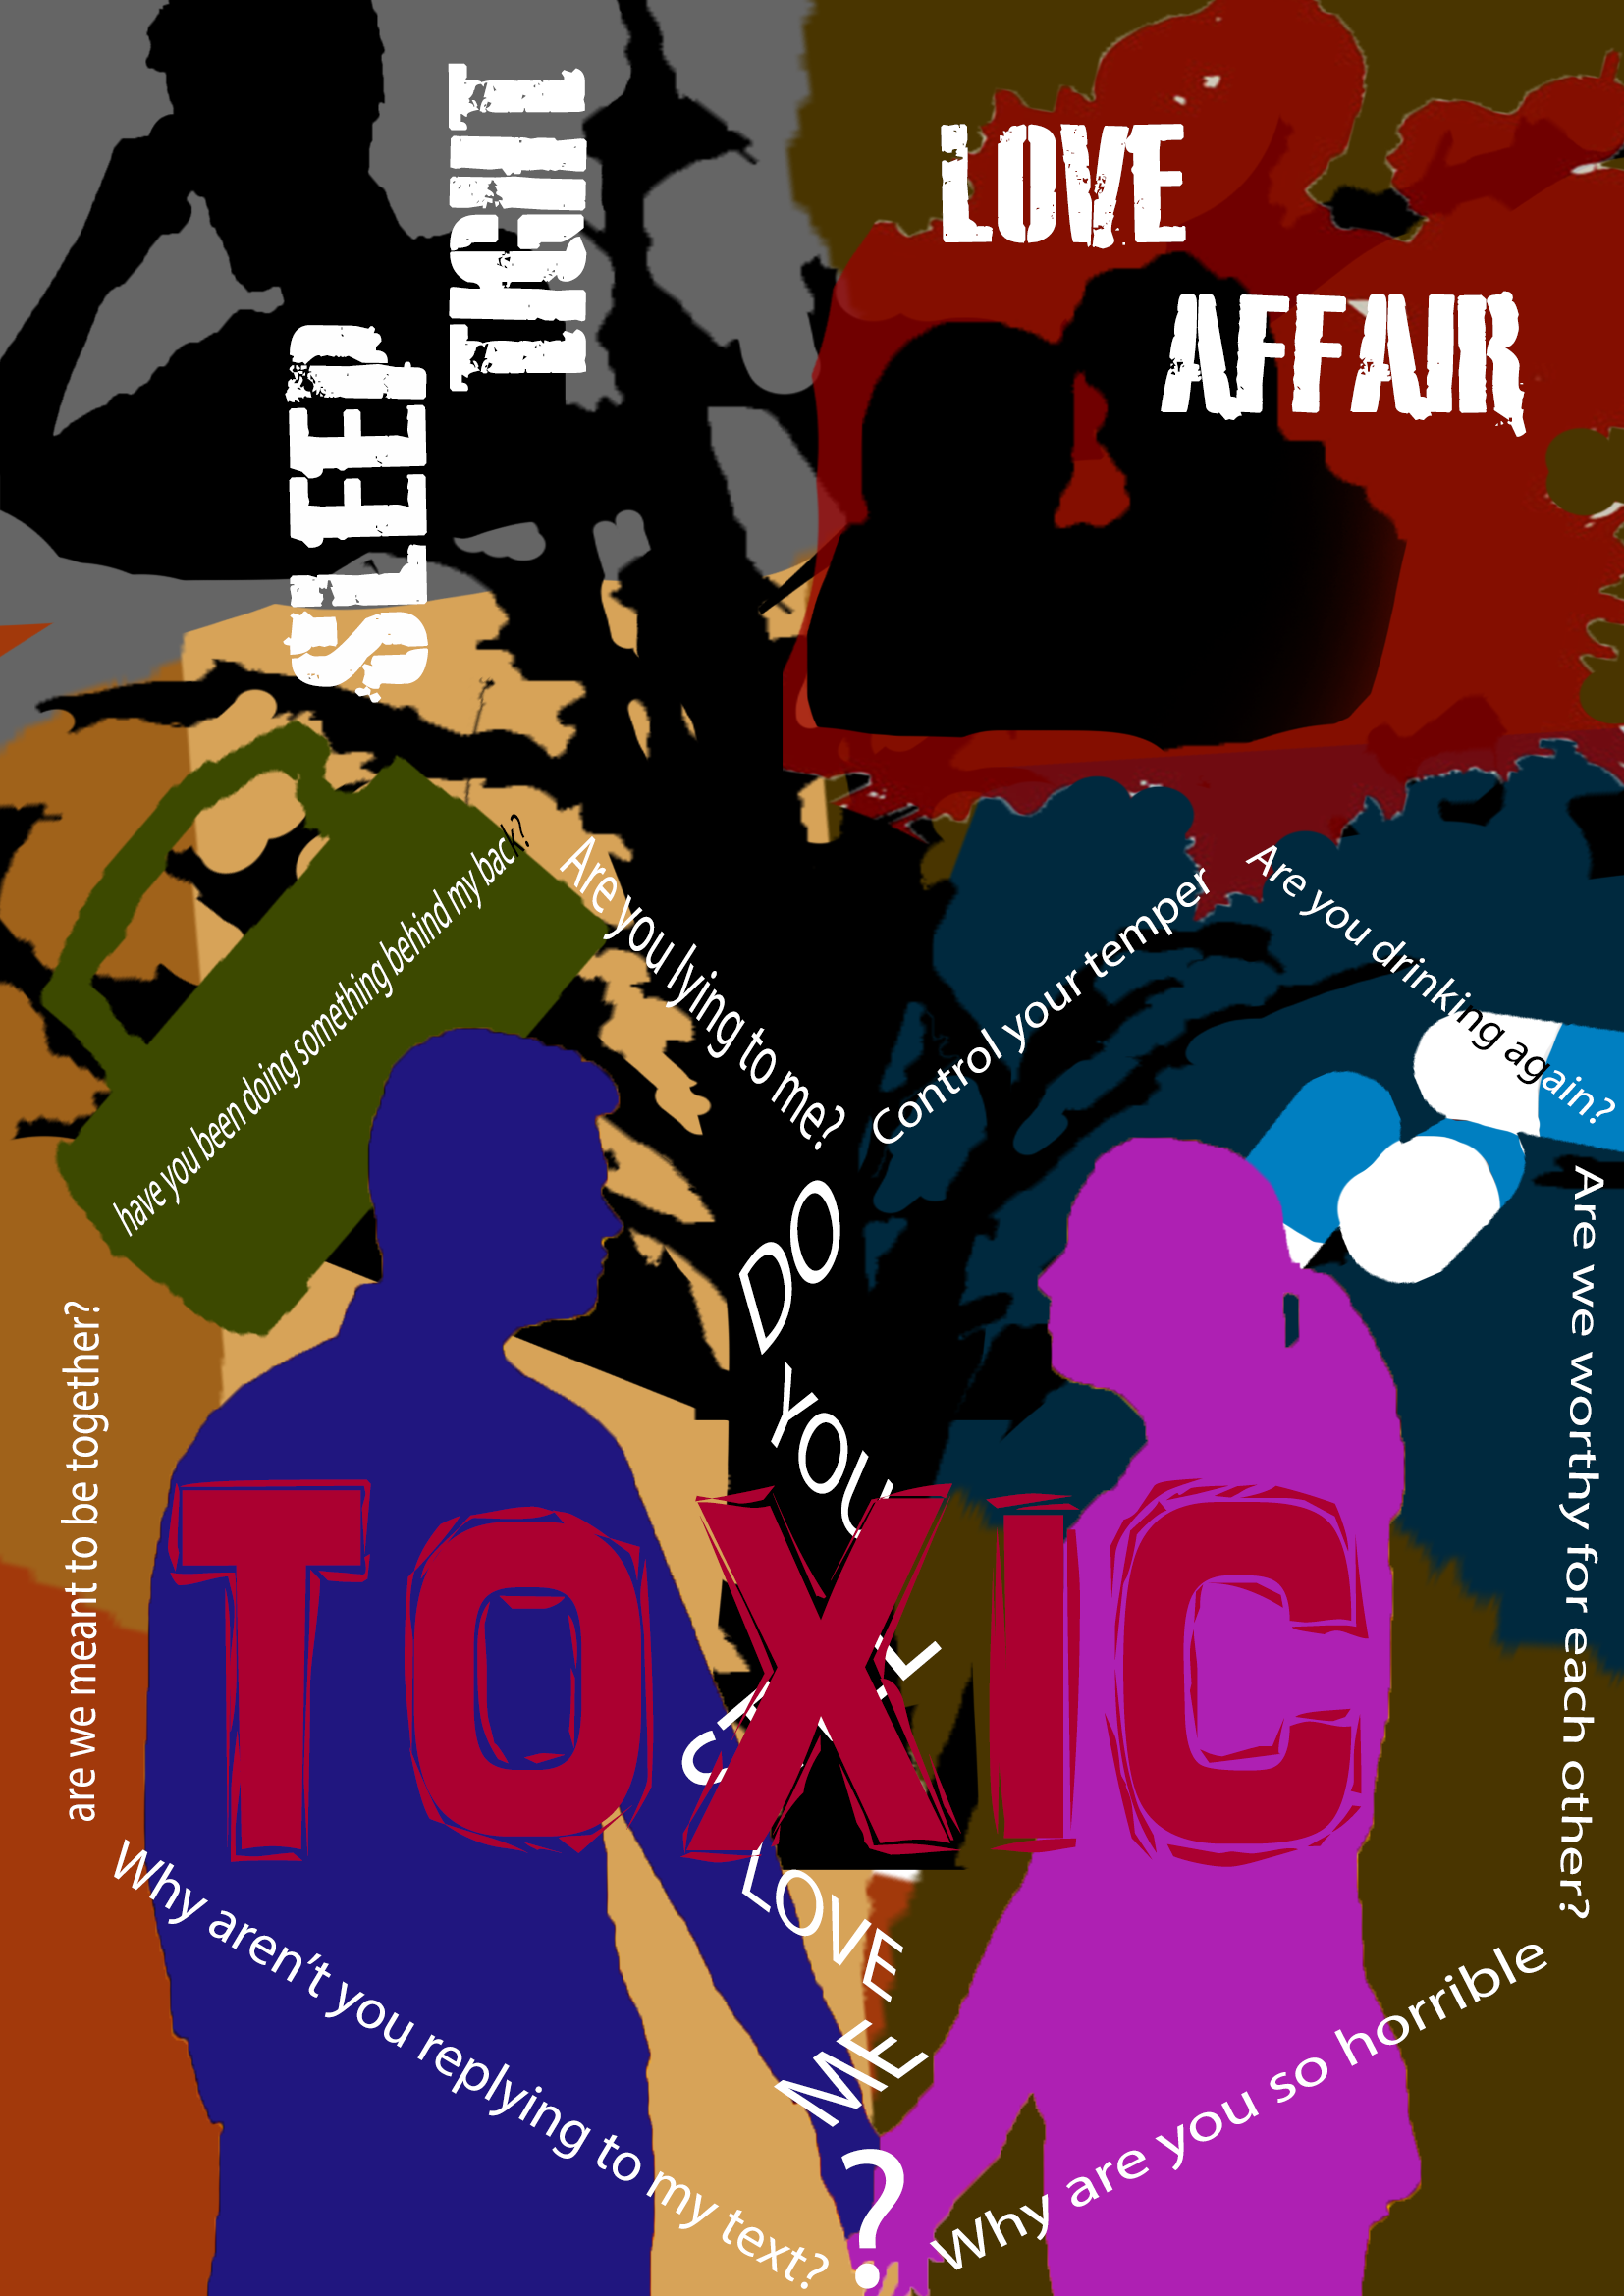 SLEEP
TIGHT
LOVE
AFFAIR
have you been doing something behind my back?
Are you lying to me?
Control your temper
Are you drinking again?
are we meant to be together?
Are we worthy for each other?
DO
YOU
STILL
LOVE
ME
?
TOXIC
Why aren't you replying to my text?
Why are you so horrible